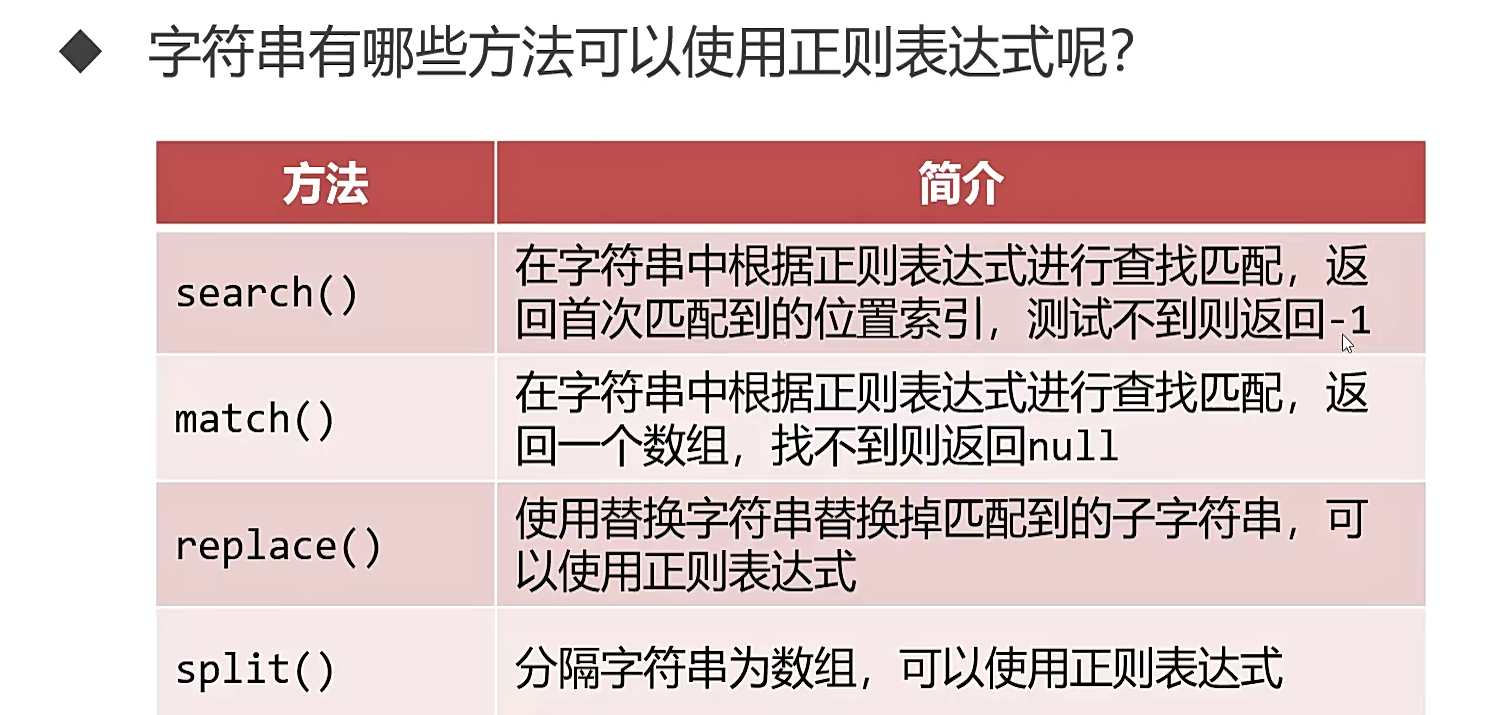 字符串有哪些方法可以使用正则表达式呢？
方法 简介
search() 在字符串中根据正则表达式进行查找匹配，返
回首次匹配到的位置索引，测试不到则返回-1
match() 在字符串中根据正则表达式进行查找匹配，返
回一个数组，找不到则返回null
replace() 使用替换字符串替换掉匹配到的子字符串，可
以使用正则表达式
split() 分隔字符串为数组，可以使用正则表达式